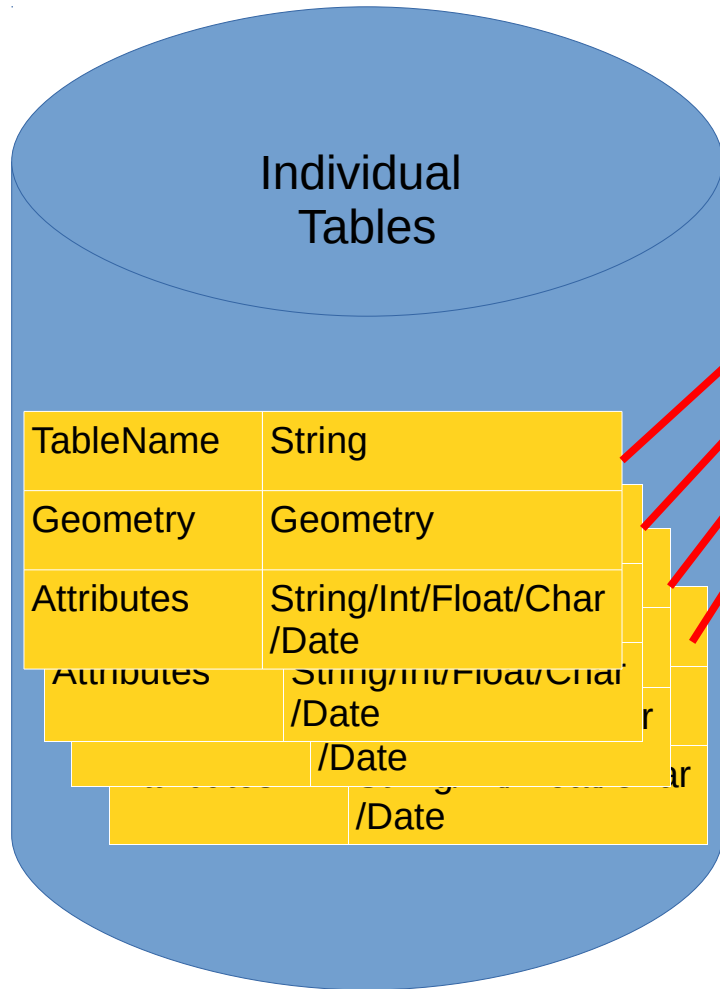 Individual
Tables
TableName String
Geometry Geometry
Attributes String/Int/Float/Char
/Date
Attributes String/Int/Float/Char
/Date
/Date
/Date